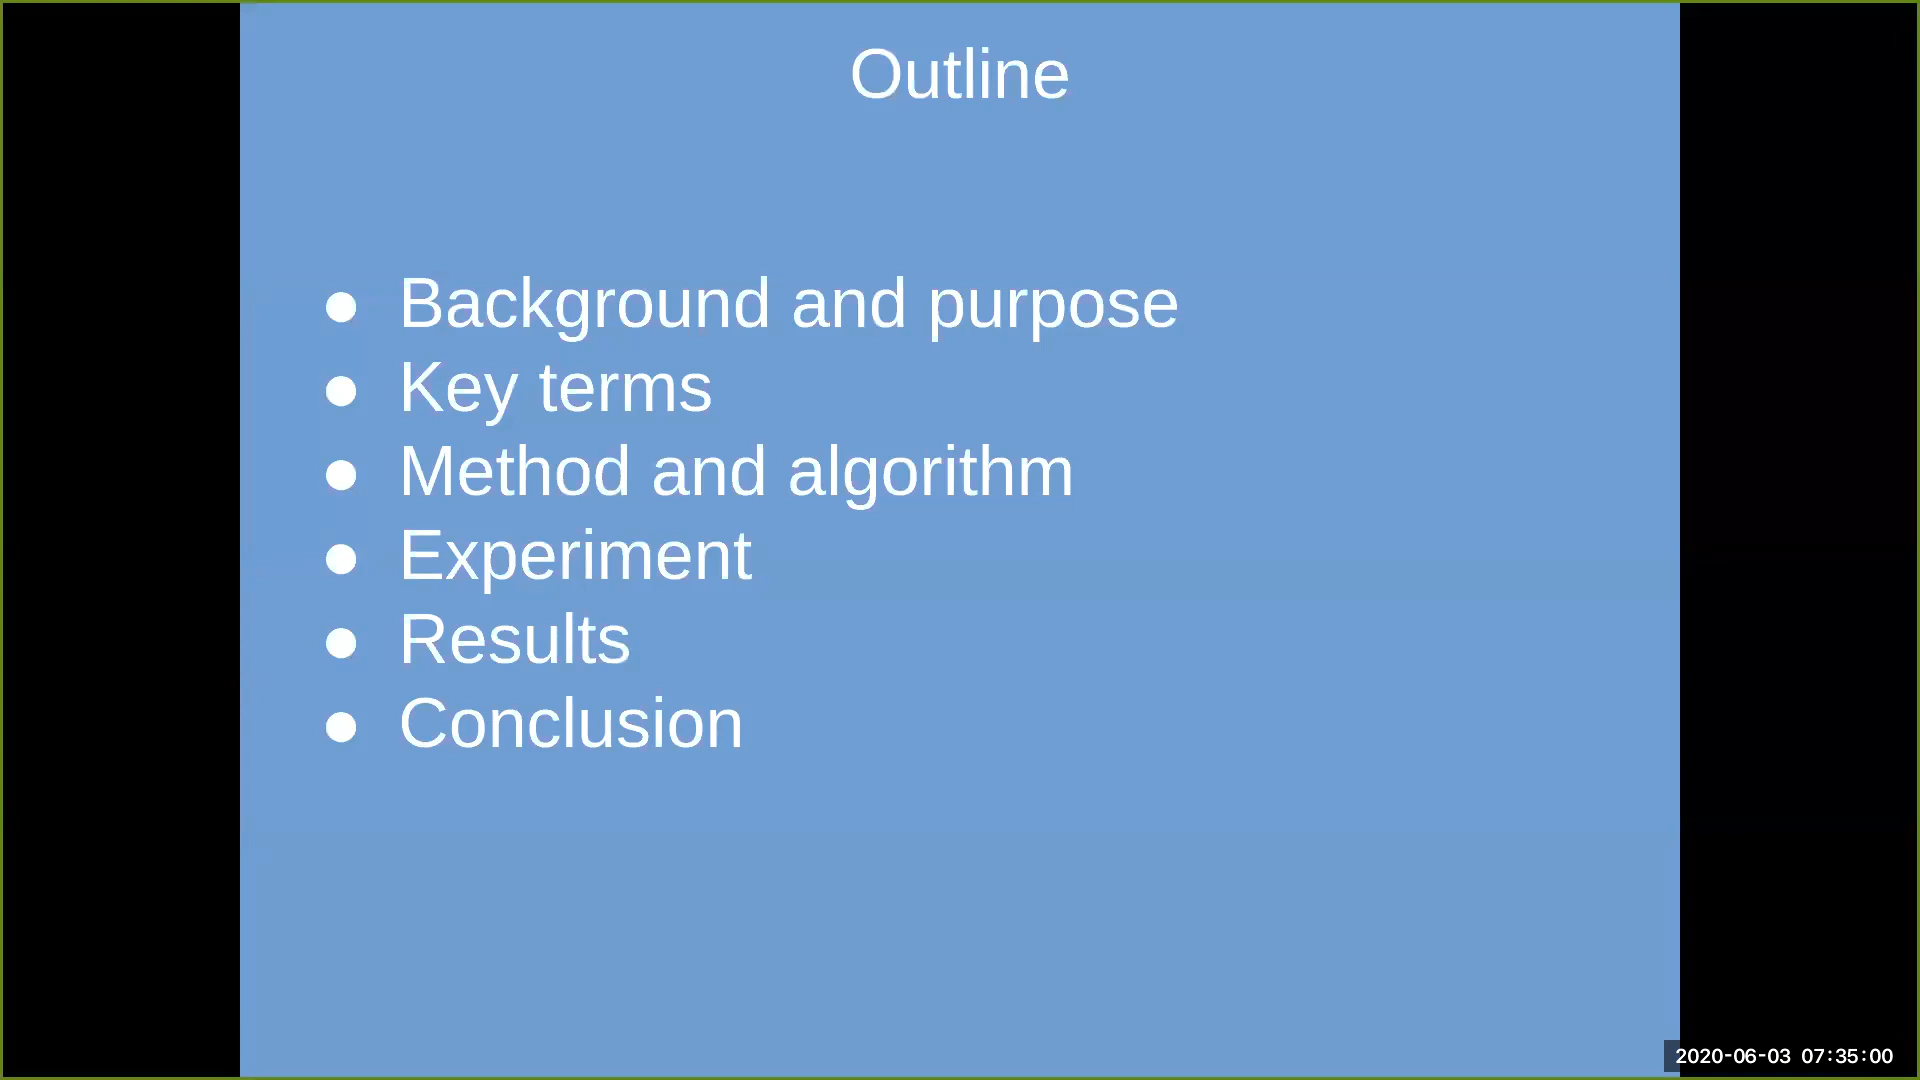 Outline
● Background and purpose
● Key terms
● Method and algorithm
● Experiment
● Results
● Conclusion
2020-06-03 07:35:00